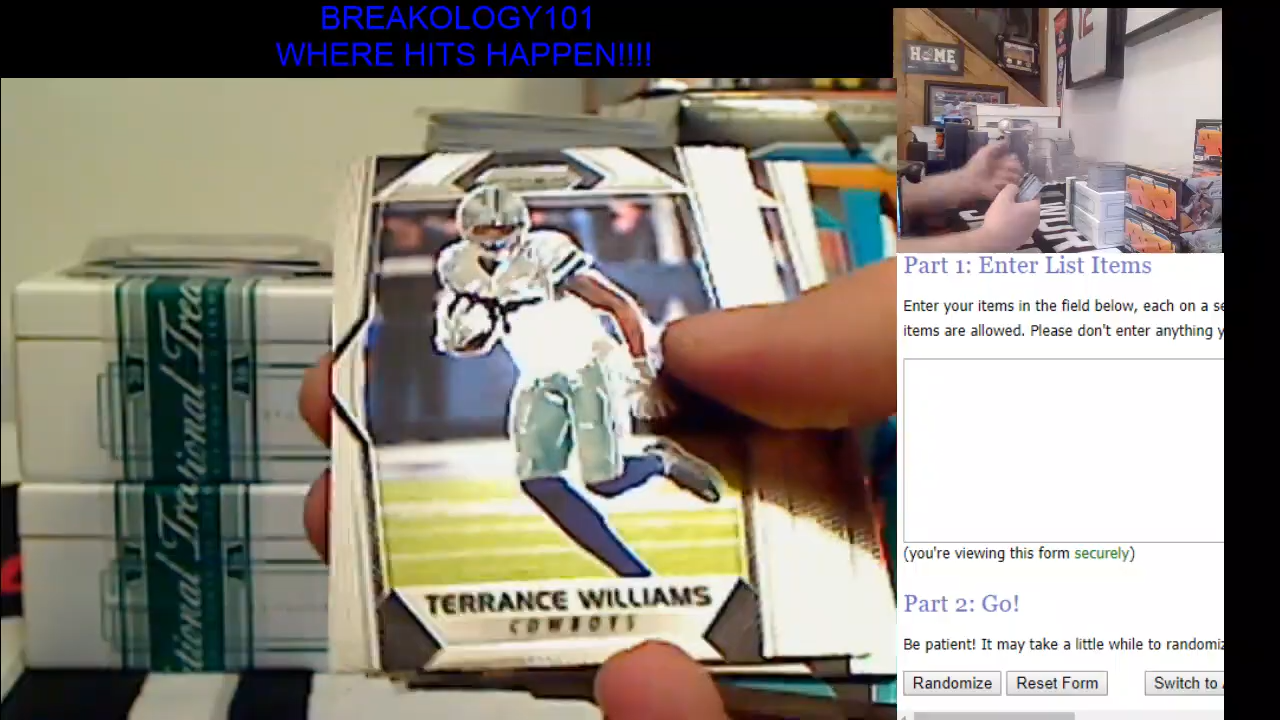 BREAKOLOGY101
WHERE HITS HAPPEN!!!!
HOME
TERRANCE WILLIAMS
COWBOYS
Part 1: Enter List Items
Enter your items in the field below, each on a se
items are allowed. Please don't enter anything y
(you're viewing this form securely)
Part 2: Go!
Be patient! It may take a little while to randomiz
Randomize
Reset Form
Switch to